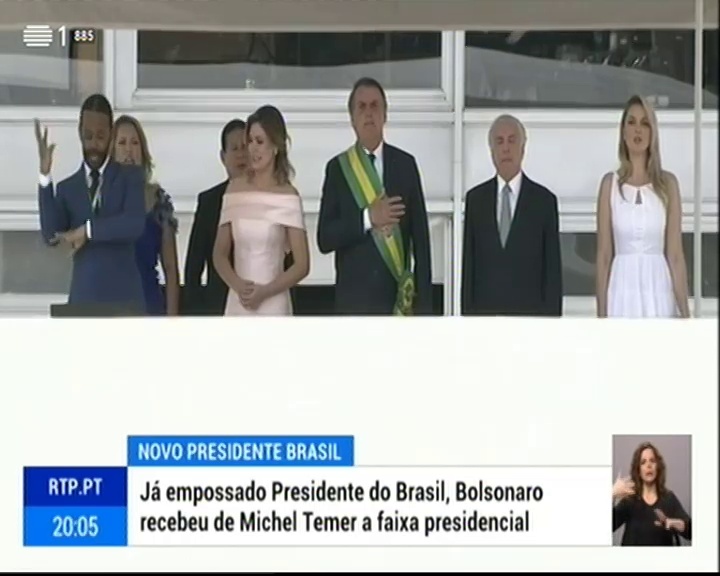 1 885
NOVO PRESIDENTE BRASIL
RTP.PT
20:05
Já empossado Presidente do Brasil, Bolsonaro
recebeu de Michel Temer a faixa presidencial